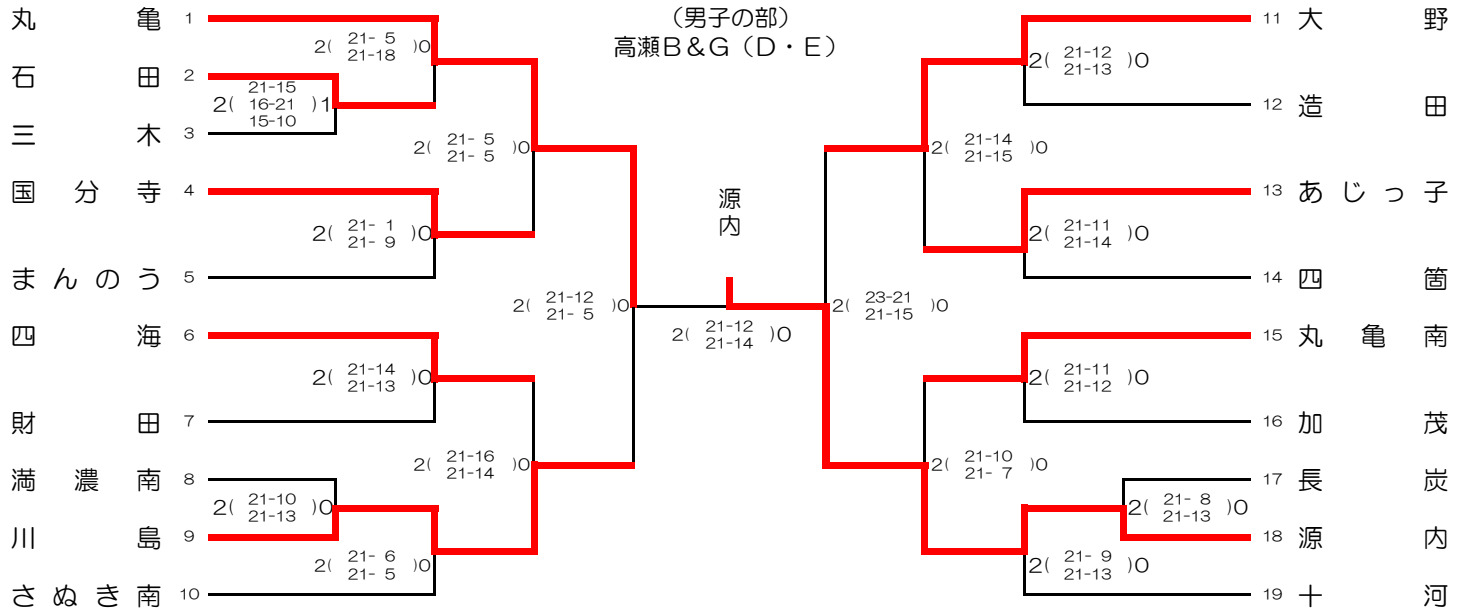 (男子の部)
高瀬B&G(D・E)
丸亀 1
2( 21- 5 )0
21-18
石田 2
21-15
2( 16-21 )1
15-10
三木 3
2( 21- 5 )0
21- 5
国分寺 4
2( 21- 1 )0
21- 9
まんのう 5
2( 21-12 )0
21- 5
四海 6
2( 21-14 )0
21-13
財田 7
2( 21-16 )0
21-14
満濃南 8
2( 21-10 )0
21-13
川島 9
2( 21- 6 )0
21- 5
さぬき南 10
源内
2( 21-12 )0
21-14
11 大野
2( 21-12 )0
21-13
12 造田
2( 21-14 )0
21-15
13 あじっ子
2( 21-11 )0
21-14
14 四箇
2( 23-21 )0
21-15
15 丸亀南
2( 21-11 )0
21-12
16 加茂
2( 21-10 )0
21- 7
17 長炭
2( 21- 8 )0
21-13
18 源内
2( 21- 9 )0
21-13
19 十河